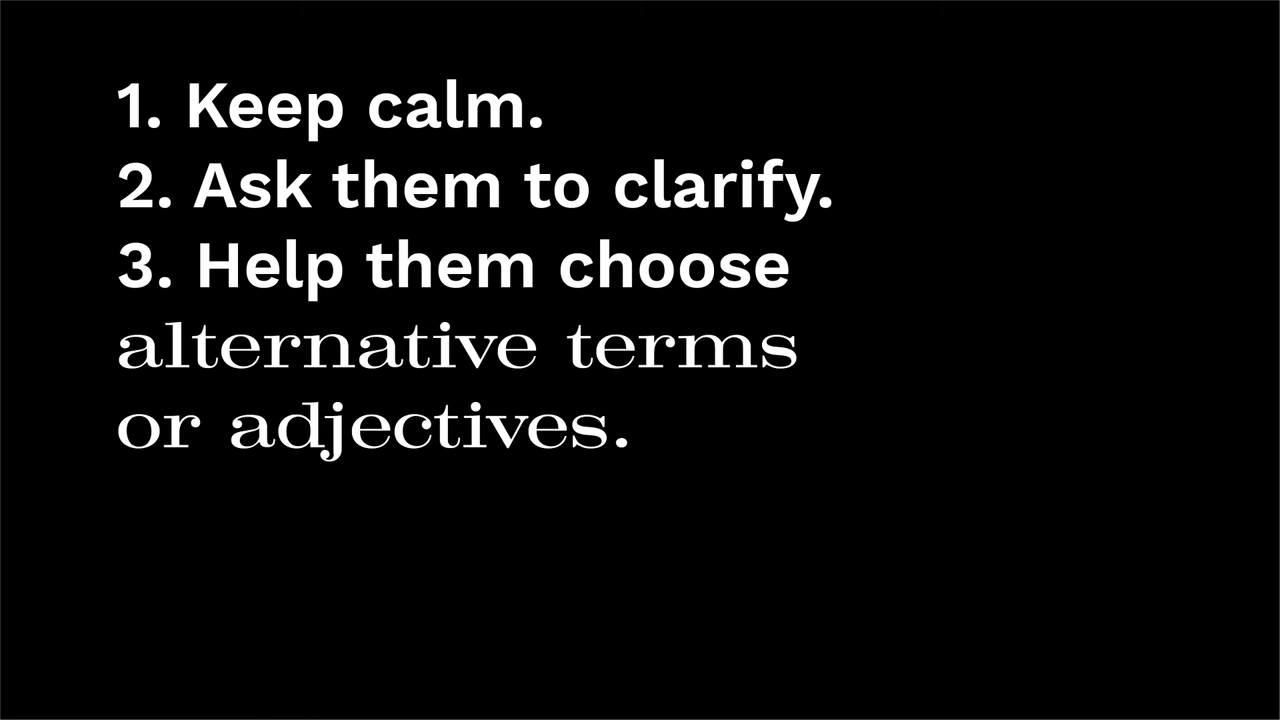 1. Keep calm.
2. Ask them to clarify.
3. Help them choose
alternative terms
or adjectives.